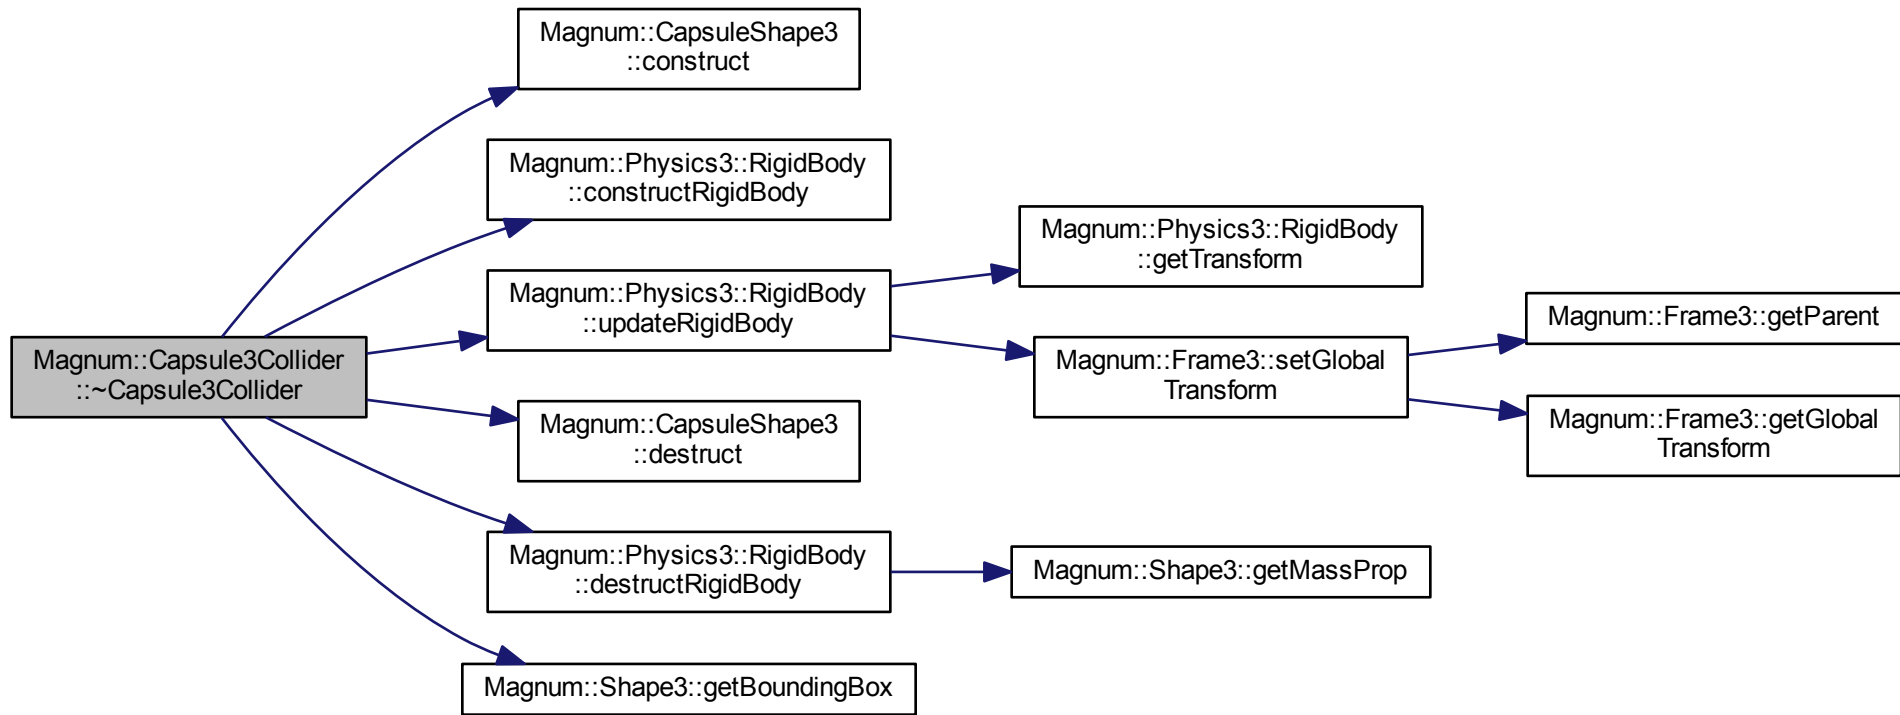 Magnum::CapsuleShape3
::construct
Magnum::Physics3::RigidBody
::constructRigidBody
Magnum::Physics3::RigidBody
::getTransform
Magnum::Physics3::RigidBody
::updateRigidBody
Magnum::Frame3::getParent
Magnum::Capsule3Collider
::~Capsule3Collider
Magnum::Frame3::setGlobal
Transform
Magnum::CapsuleShape3
::destruct
Magnum::Frame3::getGlobal
Transform
Magnum::Physics3::RigidBody
::destructRigidBody
Magnum::Shape3::getMassProp
Magnum::Shape3::getBoundingBox